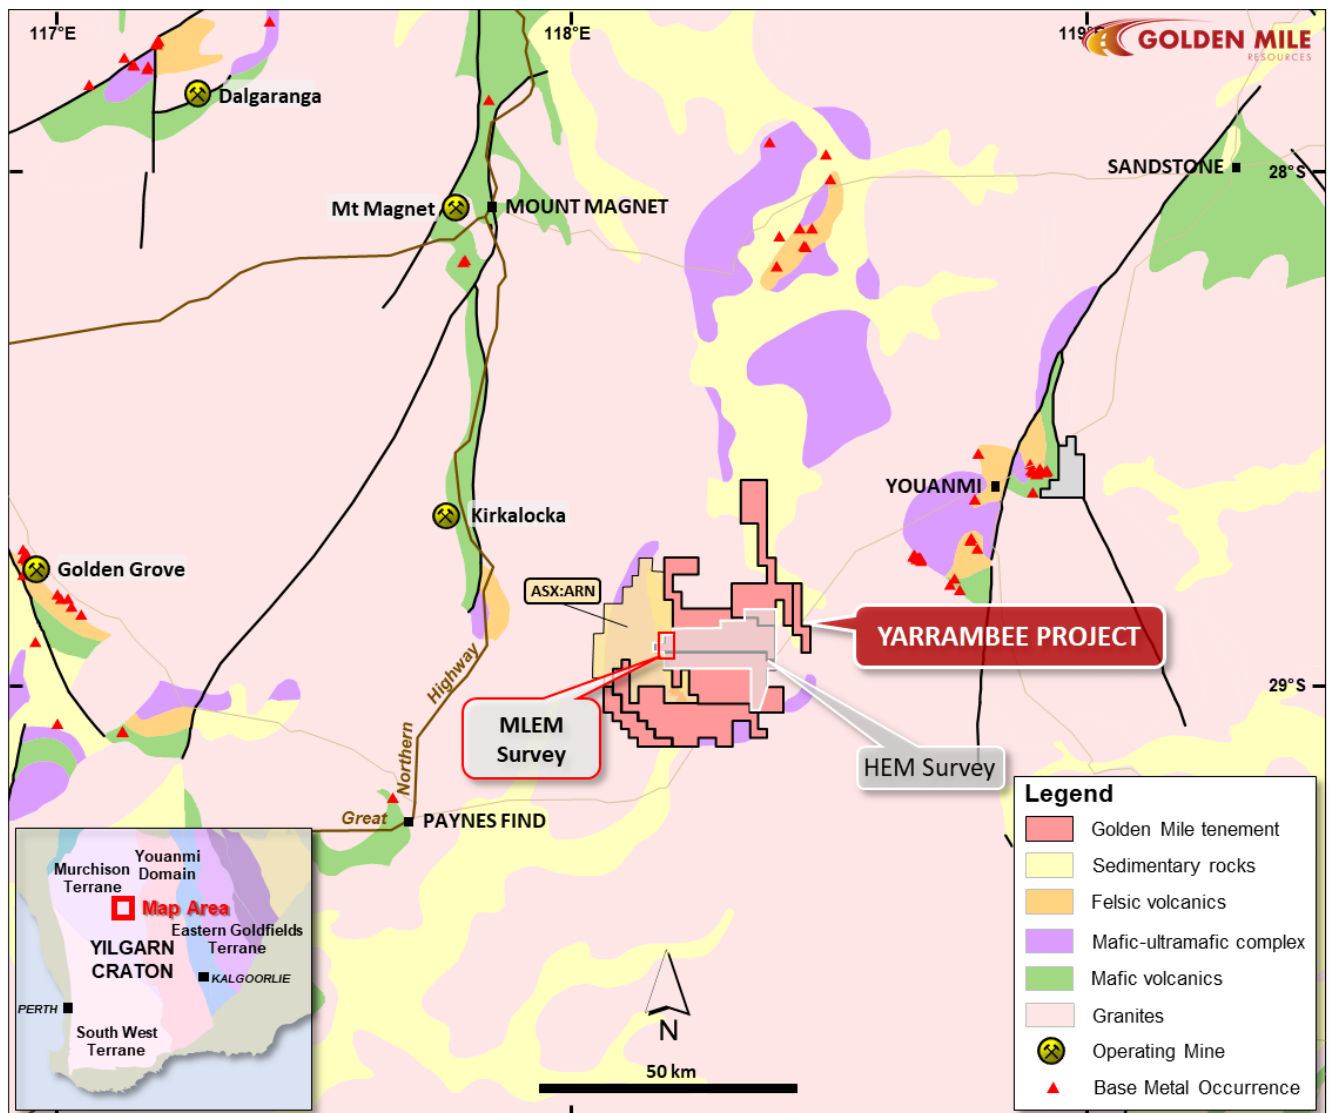 117°E
118°E
119°E
GOLDEN MILE
RESOURCES
Dalgaranga
SANDSTONE
28°S
Mt Magnet
MOUNT MAGNET
YOUANMI
Kirkalocka
Golden Grove
ASX:ARN
YARRAMBEE PROJECT
Highway
29°S
MLEM
Survey
Northern
HEM Survey
Great
PAYNES FIND
Legend
Golden Mile tenement
Sedimentary rocks
Felsic volcanics
Mafic-ultramafic complex
Mafic volcanics
Granites
Operating Mine
Base Metal Occurrence
Youanmi
Domain
Murchison
Terrane
Map Area
Eastern Goldfields
Terrane
YILGARN
CRATON
KALGOORLIE
PERTH
South West
Terrane
N
50 km